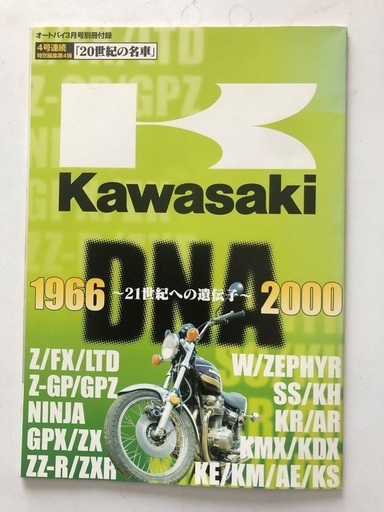 オートバイ3月号別冊付録
4号連続
特別編集第4弾
「20世紀の名車」
Kawasaki
DNA
1966 ～21世紀への遺伝子～ 2000
Z/FX/LTD
Z-GP/GPZ
NINJA
GPX/ZX
ZZ-R/ZXR
W/ZEPHYR
SS/KH
KR/AR
KMX/KDX
KE/KM/AE/KS